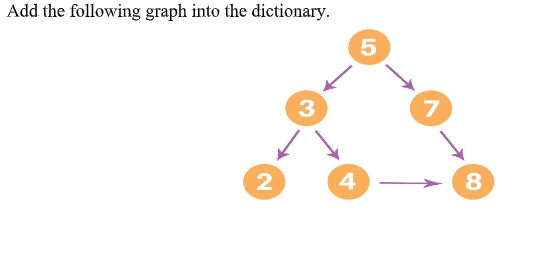 Add the following graph into the dictionary.
5
3 7
2 4 8